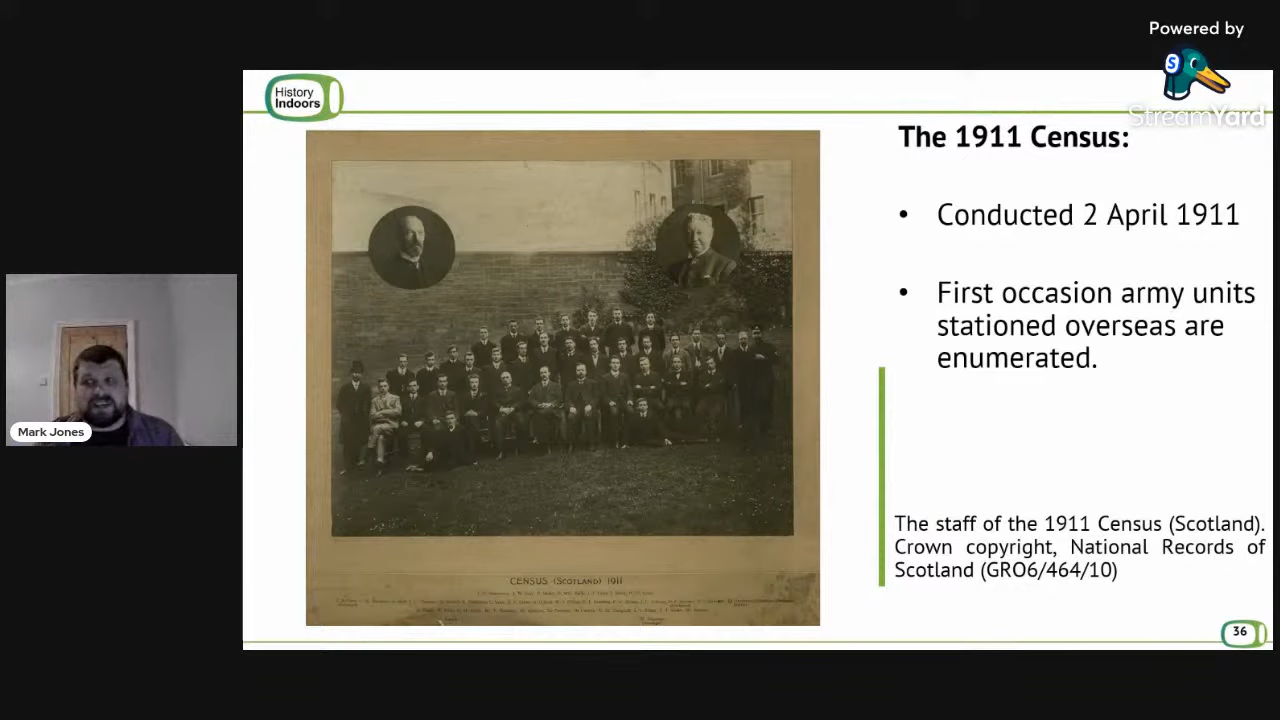 Powered by
S
StreamYard
History
Indoors
The 1911 Census:
• Conducted 2 April 1911
• First occasion army units
stationed overseas are
enumerated.
Mark Jones
The staff of the 1911 Census (Scotland).
Crown copyright, National Records of
Scotland (GRO6/464/10)
CENSUS (SCOTLAND) 1911
36